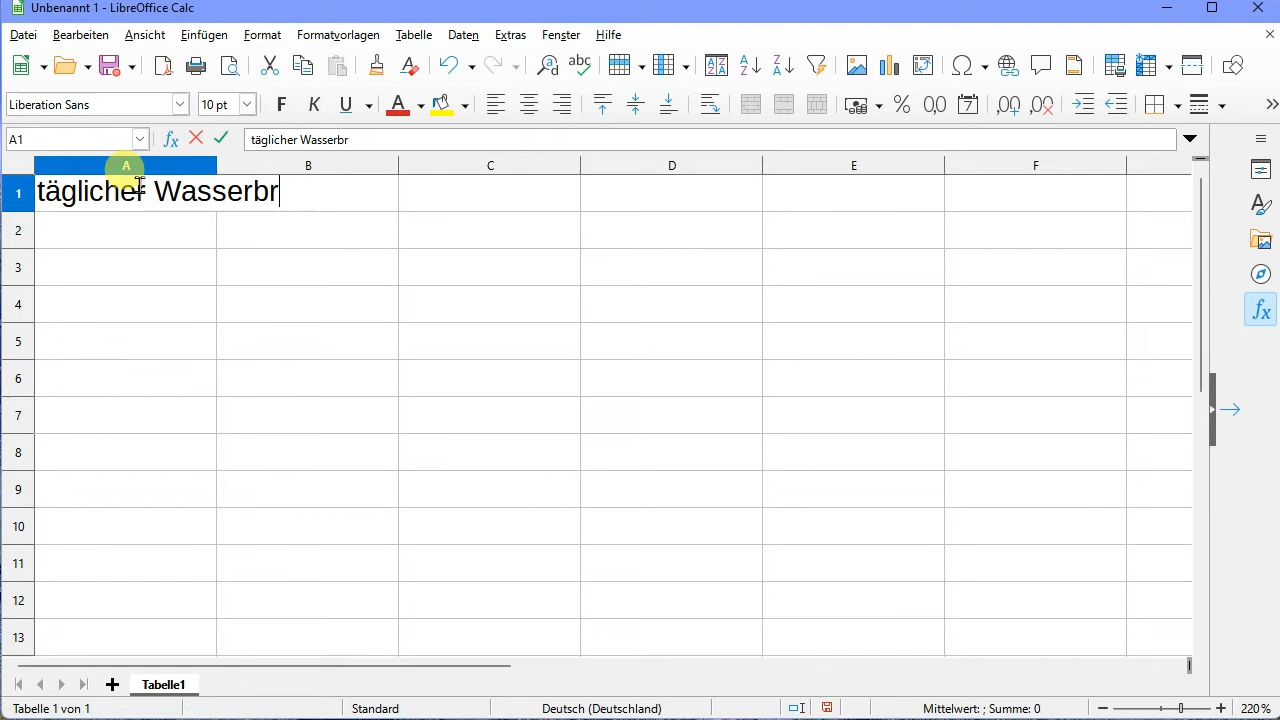 Unbenannt 1 - LibreOffice Calc
Datei Bearbeiten Ansicht Einfügen Format Formatvorlagen Tabelle Daten Extras Fenster Hilfe
Liberation Sans 10 pt F K U A
A1 fx täglicher Wasserbr
A B C D E F
1 täglicher Wasserbr
2
3
4
5
6
7
8
9
10
11
12
13
Tabelle1
Tabelle 1 von 1 Standard Deutsch (Deutschland) Mittelwert: ; Summe: 0 220%